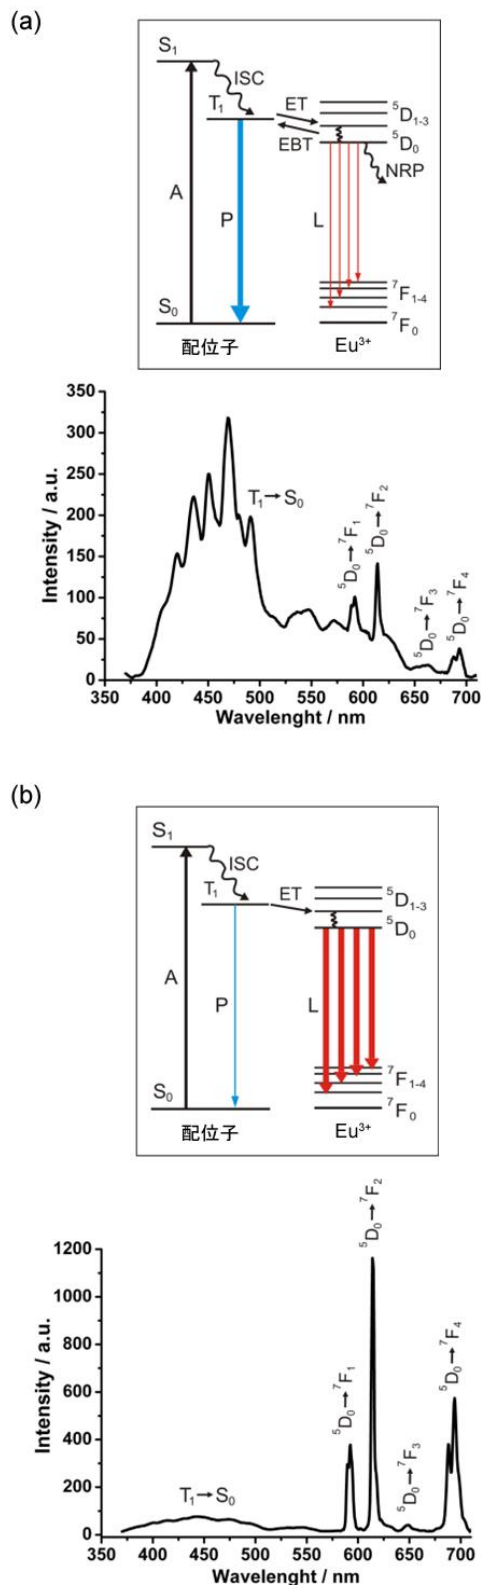 (a)
S₁
ISC
T₁
ET
⁵D₁₋₃
EBT
⁵D₀
NRP
A
P
L
⁷F₁₋₄
S₀
⁷F₀
配位子
Eu³⁺
350
300
250
200
150
100
50
0
Intensity / a.u.
T₁→S₀
⁵D₀→⁷F₁
⁵D₀→⁷F₂
⁵D₀→⁷F₃
⁵D₀→⁷F₄
350 400 450 500 550 600 650 700
Wavelenght / nm
(b)
S₁
ISC
T₁
ET
⁵D₁₋₃
⁵D₀
A
P
L
⁷F₁₋₄
S₀
⁷F₀
配位子
Eu³⁺
1200
1000
800
600
400
200
0
Intensity / a.u.
T₁→S₀
⁵D₀→⁷F₁
⁵D₀→⁷F₂
⁵D₀→⁷F₃
⁵D₀→⁷F₄
350 400 450 500 550 600 650 700
Wavelenght / nm